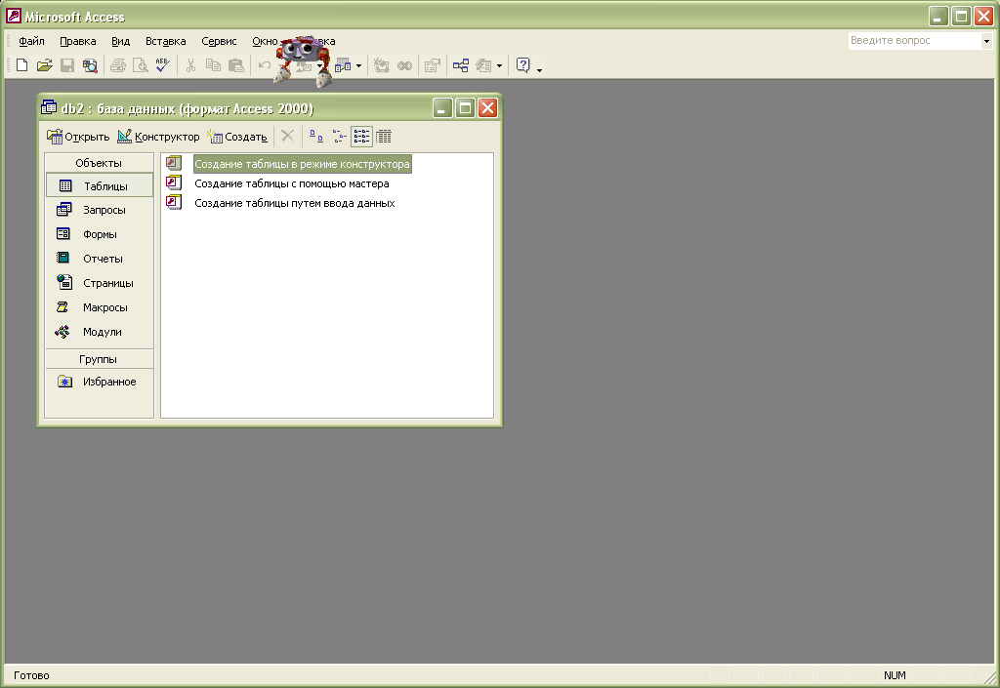 Microsoft Access
Файл Правка Вид Вставка Сервис Окно
Введите вопрос
db2 : база данных (формат Access 2000)
Открыть Конструктор Создать
Объекты
Таблицы
Запросы
Формы
Отчеты
Страницы
Макросы
Модули
Группы
Избранное
Создание таблицы в режиме конструктора
Создание таблицы с помощью мастера
Создание таблицы путем ввода данных
Готово
NUM